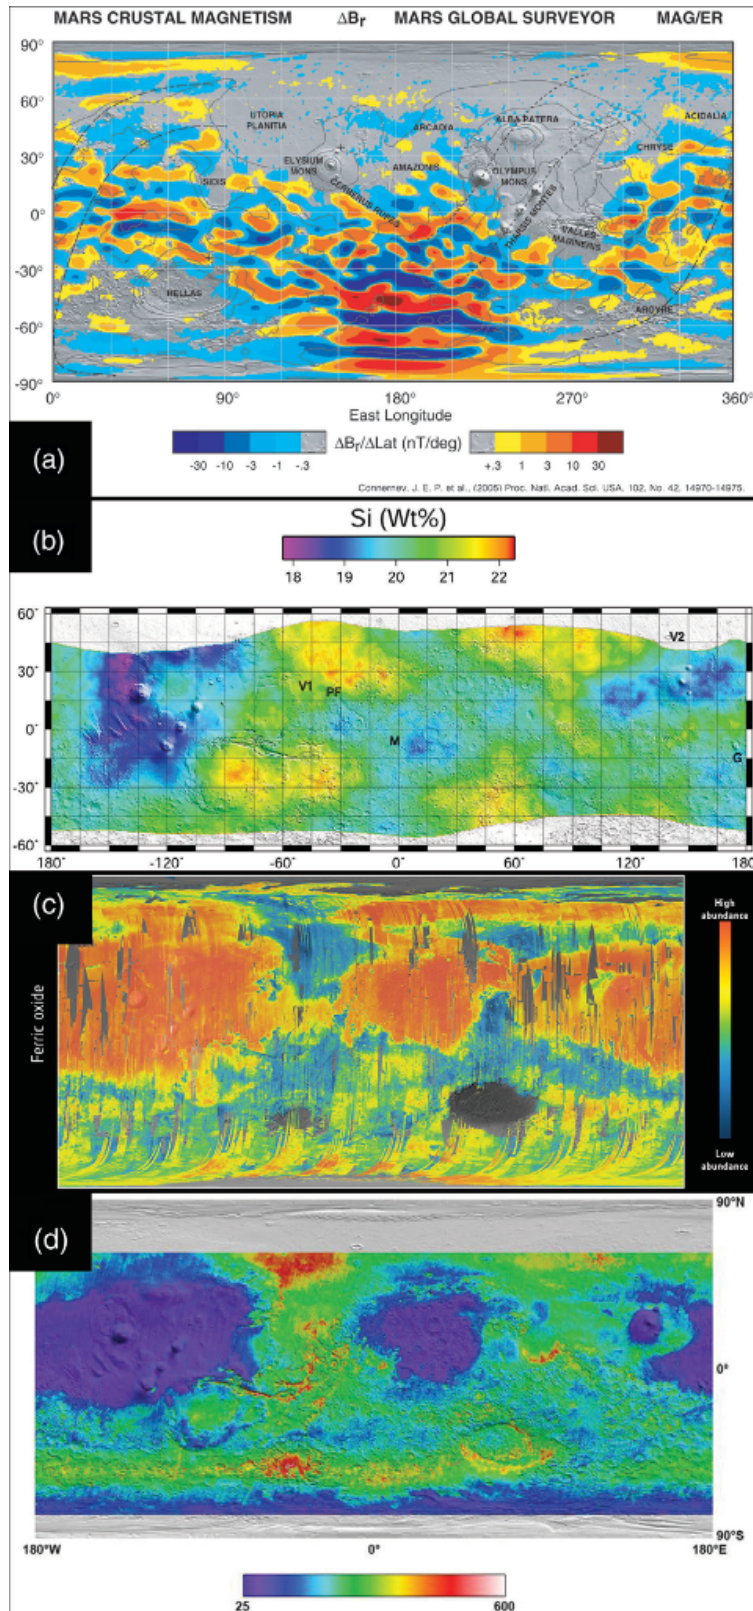 MARS CRUSTAL MAGNETISM ΔBr MARS GLOBAL SURVEYOR MAG/ER
90°
60°
30°
0°
-30°
-60°
-90°
UTOPIA
PLANITIA
ARCADIA
ALBA PATERA
ACIDALIA
CHRYSE
ELYSIUM
MONS
AMAZONIS
OLYMPUS
MONS
ISIDIS
CERBERUS RUPES
THARSIS MONTES
VALLES
MARINERIS
HELLAS
ARGYRE
0° 90° 180° 270° 360°
East Longitude
(a)
ΔBr/ΔLat (nT/deg)
-30 -10 -3 -1 -.3 +.3 1 3 10 30
Connerney, J. E. P. et al., (2005) Proc. Natl. Acad. Sci. USA, 102, No. 42, 14970-14975.
(b)
Si (Wt%)
18 19 20 21 22
60°
30°
0°
-30°
-60°
V2
V1
PF
M
G
180° -120° -60° 0° 60° 120° 180°
(c)
Ferric oxide
High
abundance
Low
abundance
(d)
90°N
0°
90°S
180°W 0° 180°E
25 600